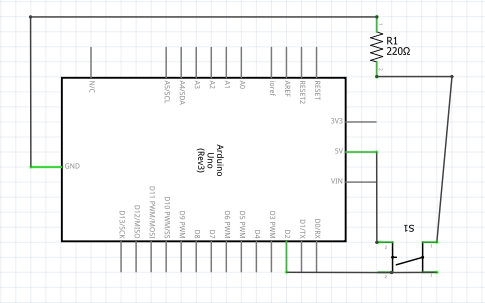 R1
220Ω
N/C
A5/SCL
A4/SDA
A3
A2
A1
A0
ioref
AREF
RESET2
RESET
3V3
5V
VIN
GND
Arduino
Uno
(Rev3)
D13/SCK
D12/MISO
D11 PWM/MOSI
D10 PWM/SS
D9 PWM
D8
D7
D6 PWM
D5 PWM
D4
D3 PWM
D2
D1/TX
D0/RX
S1